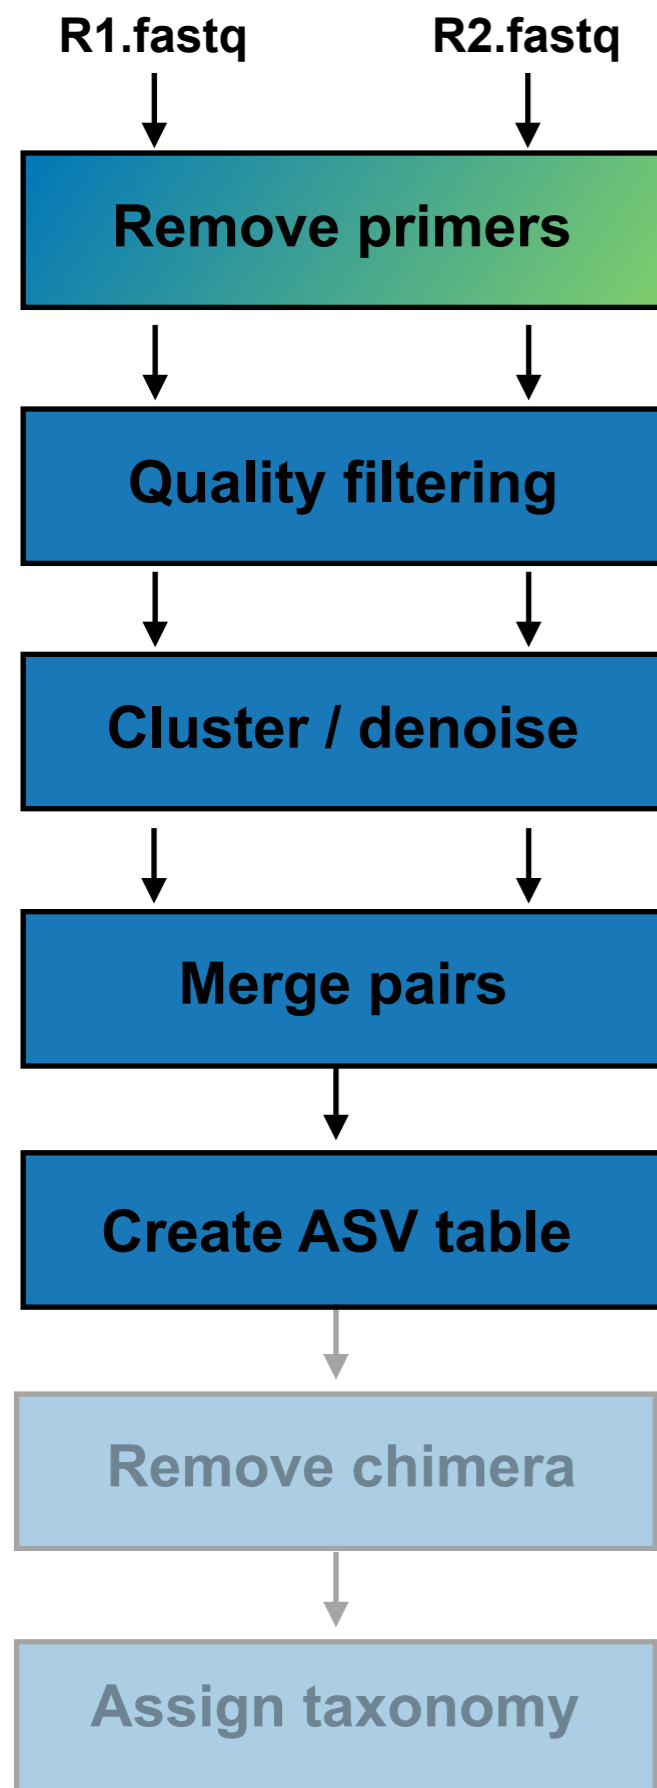 R1.fastq R2.fastq
Remove primers
Quality filtering
Cluster / denoise
Merge pairs
Create ASV table
Remove chimera
Assign taxonomy